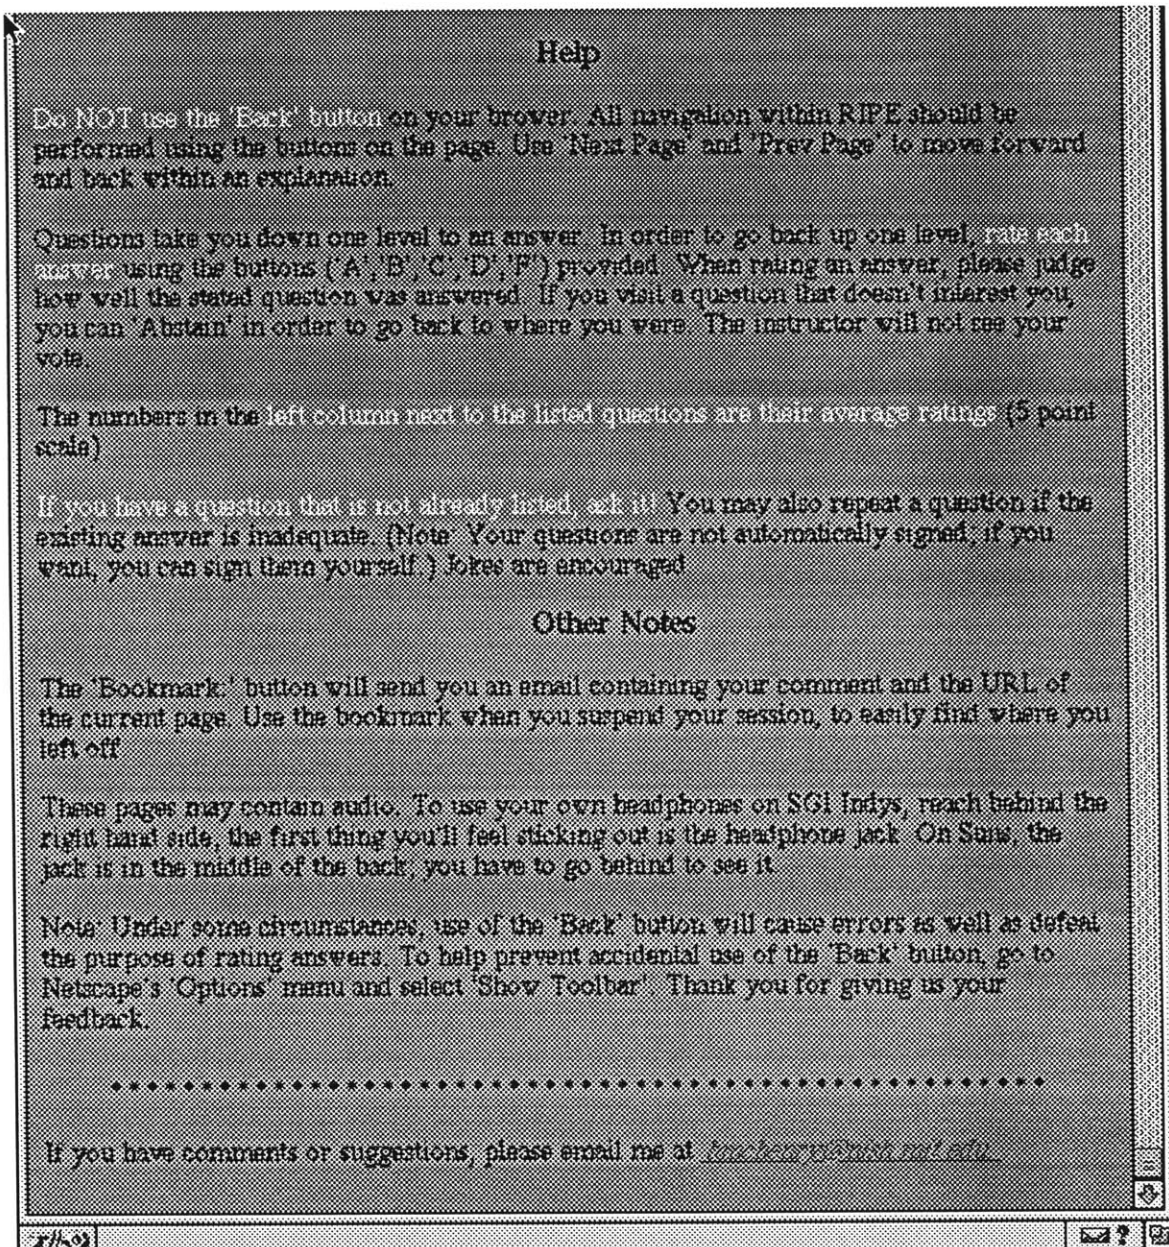 Help
Do NOT use the 'Back' button on your brower. All navigation within RIPE should be
performed using the buttons on the page. Use 'Next Page' and 'Prev Page' to move forward
and back within an explanation.
Questions take you down one level to an answer. In order to go back up one level, rate each
answer using the buttons ('A','B','C','D','F') provided. When rating an answer, please judge
how well the stated question was answered. If you visit a question that doesn't interest you,
you can 'Abstain' in order to go back to where you were. The instructor will not see your
vote.
The numbers in the left column next to the listed questions are their average ratings (5 point
scale)
If you have a question that is not already listed, ask it! You may also repeat a question if the
existing answer is inadequate. (Note: Your questions are not automatically signed; if you
want, you can sign them yourself.) Jokes are encouraged.
Other Notes
The 'Bookmark:' button will send you an email containing your comment and the URL of
the current page. Use the bookmark when you suspend your session, to easily find where you
left off.
These pages may contain audio. To use your own headphones on SGI Indys, reach behind the
right hand side, the first thing you'll feel sticking out is the headphone jack. On Suns, the
jack is in the middle of the back; you have to go behind to see it.
Note: Under some circumstances, use of the 'Back' button will cause errors as well as defeat
the purpose of rating answers. To help prevent accidental use of the 'Back' button, go to
Netscape's 'Options' menu and select 'Show Toolbar'. Thank you for giving us your
feedback.
If you have comments or suggestions, please email me at